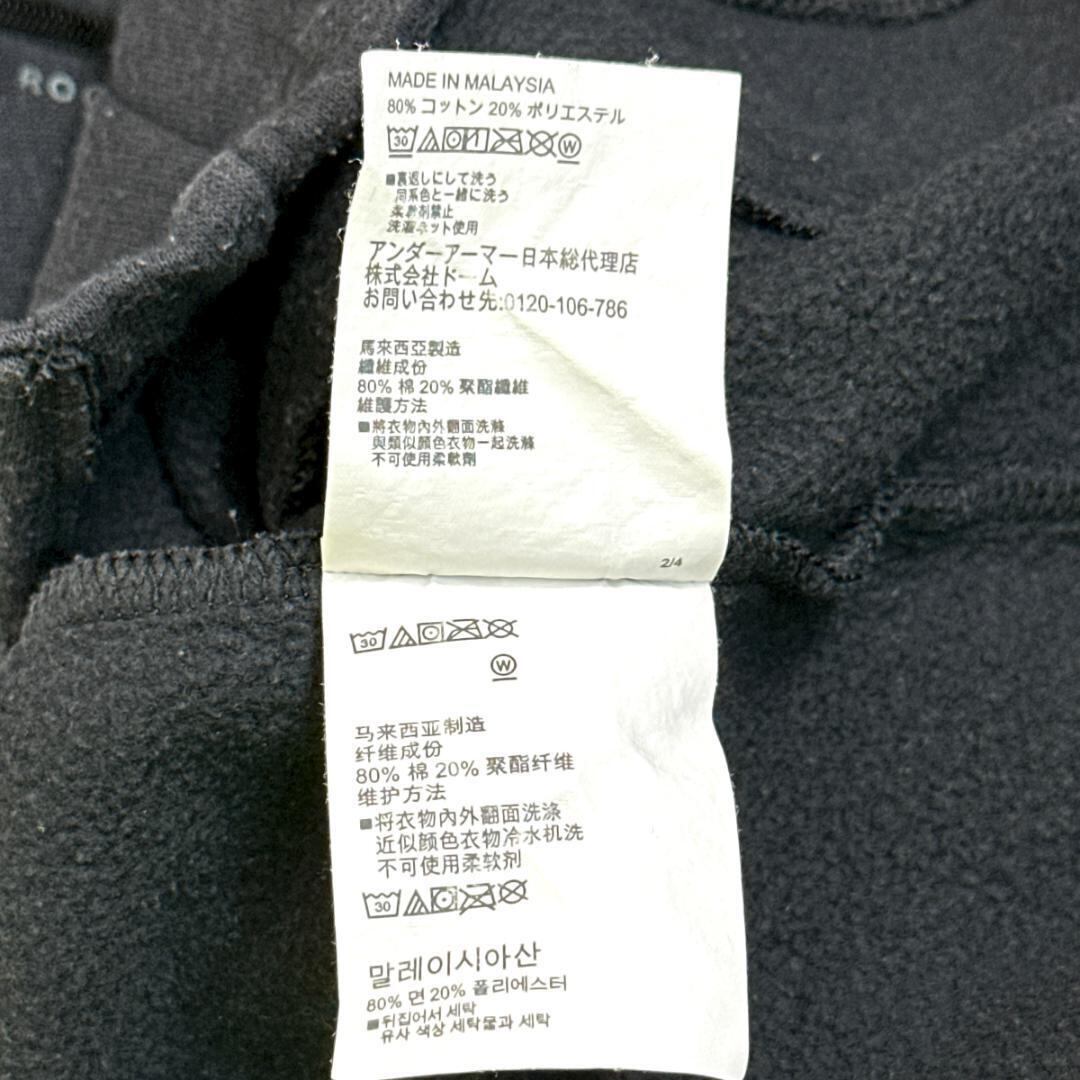 RO
MADE IN MALAYSIA
80% コットン 20% ポリエステル
30 W
■裏返しにして洗う
同系色と一緒に洗う
柔軟剤禁止
洗濯ネット使用
アンダーアーマー日本総代理店
株式会社ドーム
お問い合わせ先:0120-106-786
馬來西亞製造
纖維成份
80% 棉 20% 聚酯纖維
維護方法
■將衣物內外翻面洗滌
與類似顏色衣物一起洗滌
不可使用柔軟劑
2/4
30
W
马来西亚制造
纤维成份
80% 棉 20% 聚酯纤维
维护方法
■将衣物内外翻面洗涤
近似颜色衣物冷水机洗
不可使用柔软剂
30
말레이시아산
80% 면 20% 폴리에스터
■뒤집어서 세탁
유사 색상 세탁물과 세탁